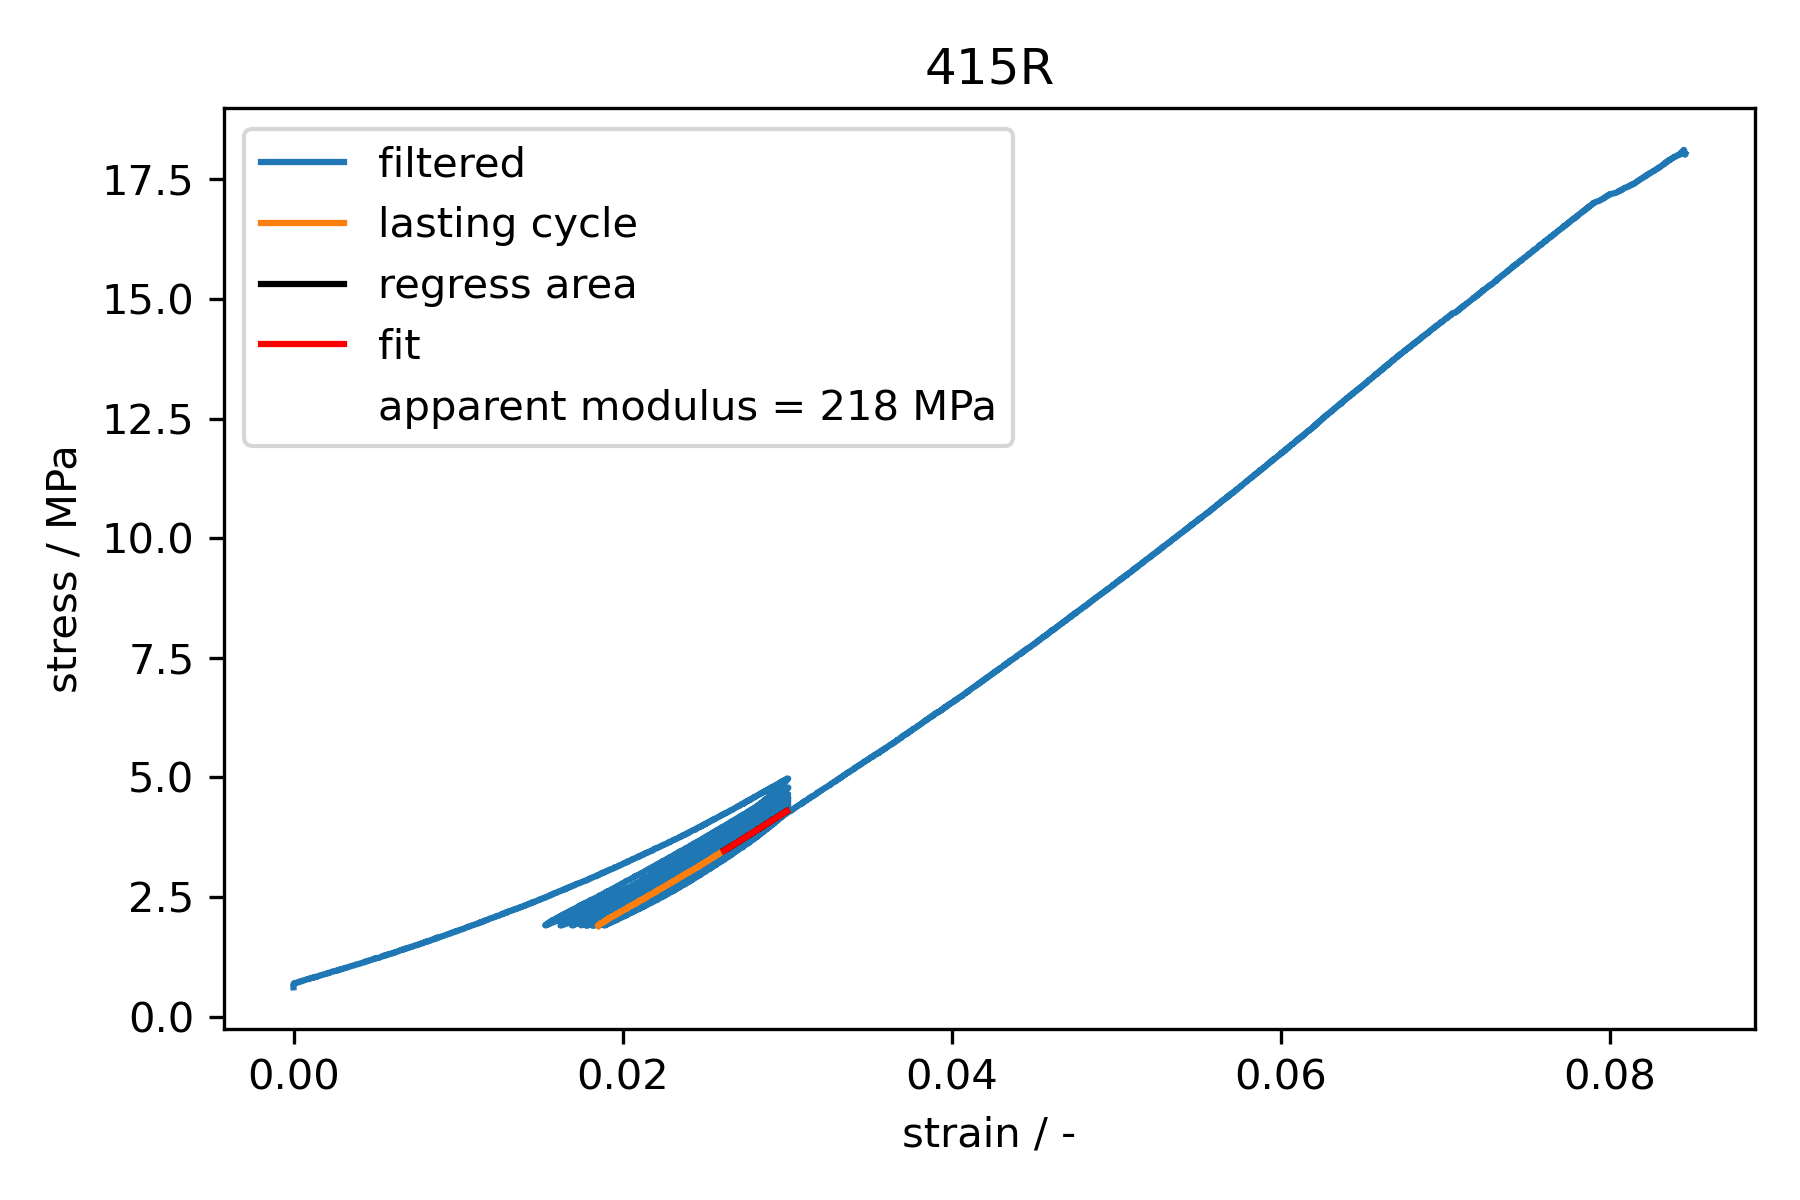 415R
filtered
lasting cycle
regress area
fit
apparent modulus = 218 MPa
stress / MPa
17.5
15.0
12.5
10.0
7.5
5.0
2.5
0.0
0.00 0.02 0.04 0.06 0.08
strain / -